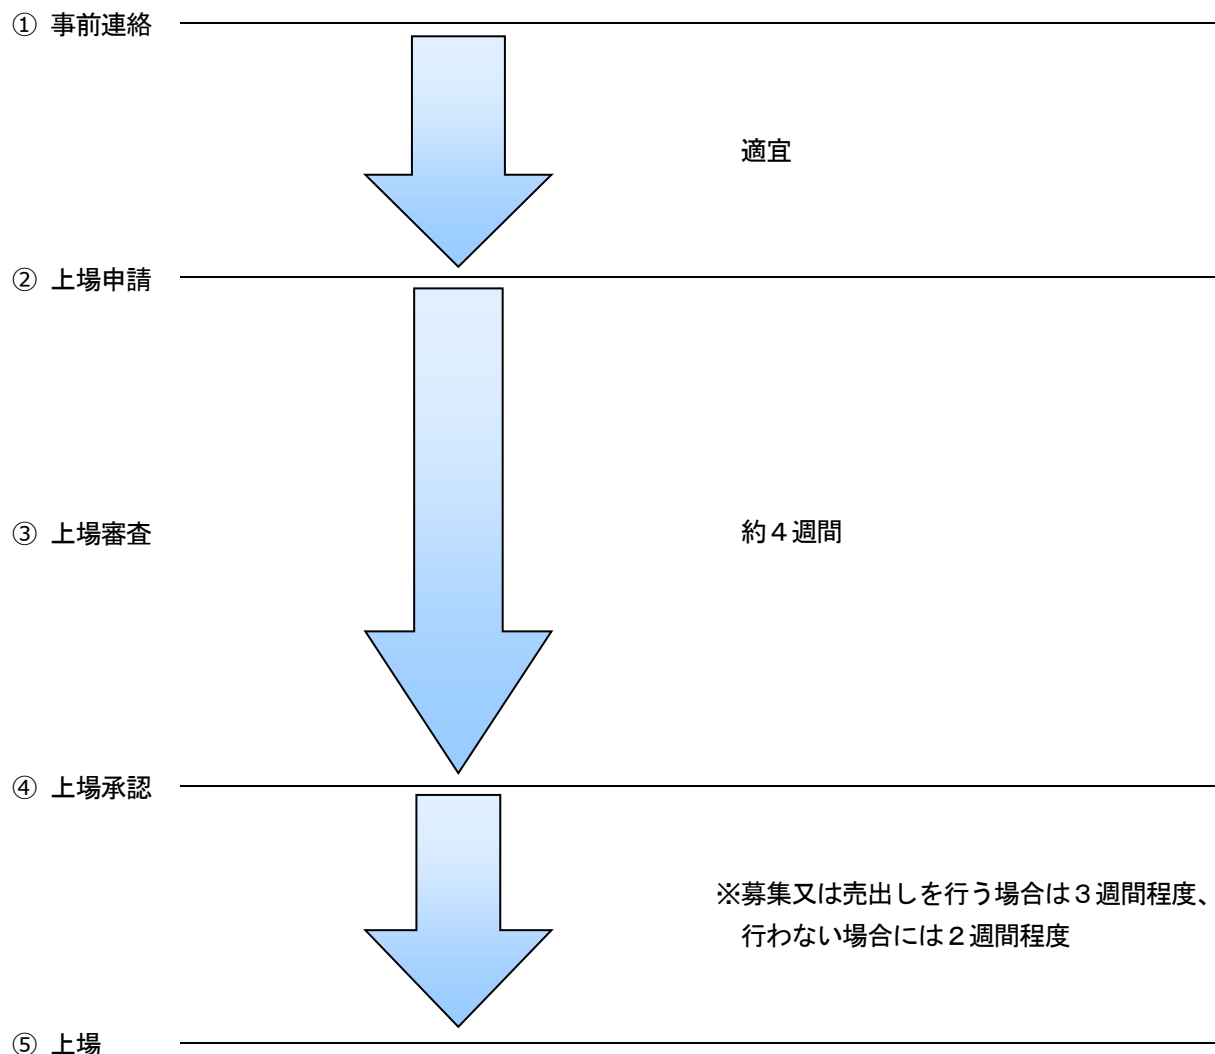 ① 事前連絡
適宜
② 上場申請
③ 上場審査
約４週間
④ 上場承認
※募集又は売出しを行う場合は３週間程度、
行わない場合には２週間程度
⑤ 上場